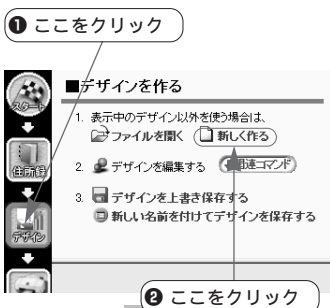 ❶ ここをクリック
スタート
■デザインを作る
1. 表示中のデザイン以外を使う場合は、
ファイルを開く 新しく作る
住所録
2. デザインを編集する 関連コマンド
3. デザインを上書き保存する
新しい名前を付けてデザインを保存する
デザイン
❷ ここをクリック